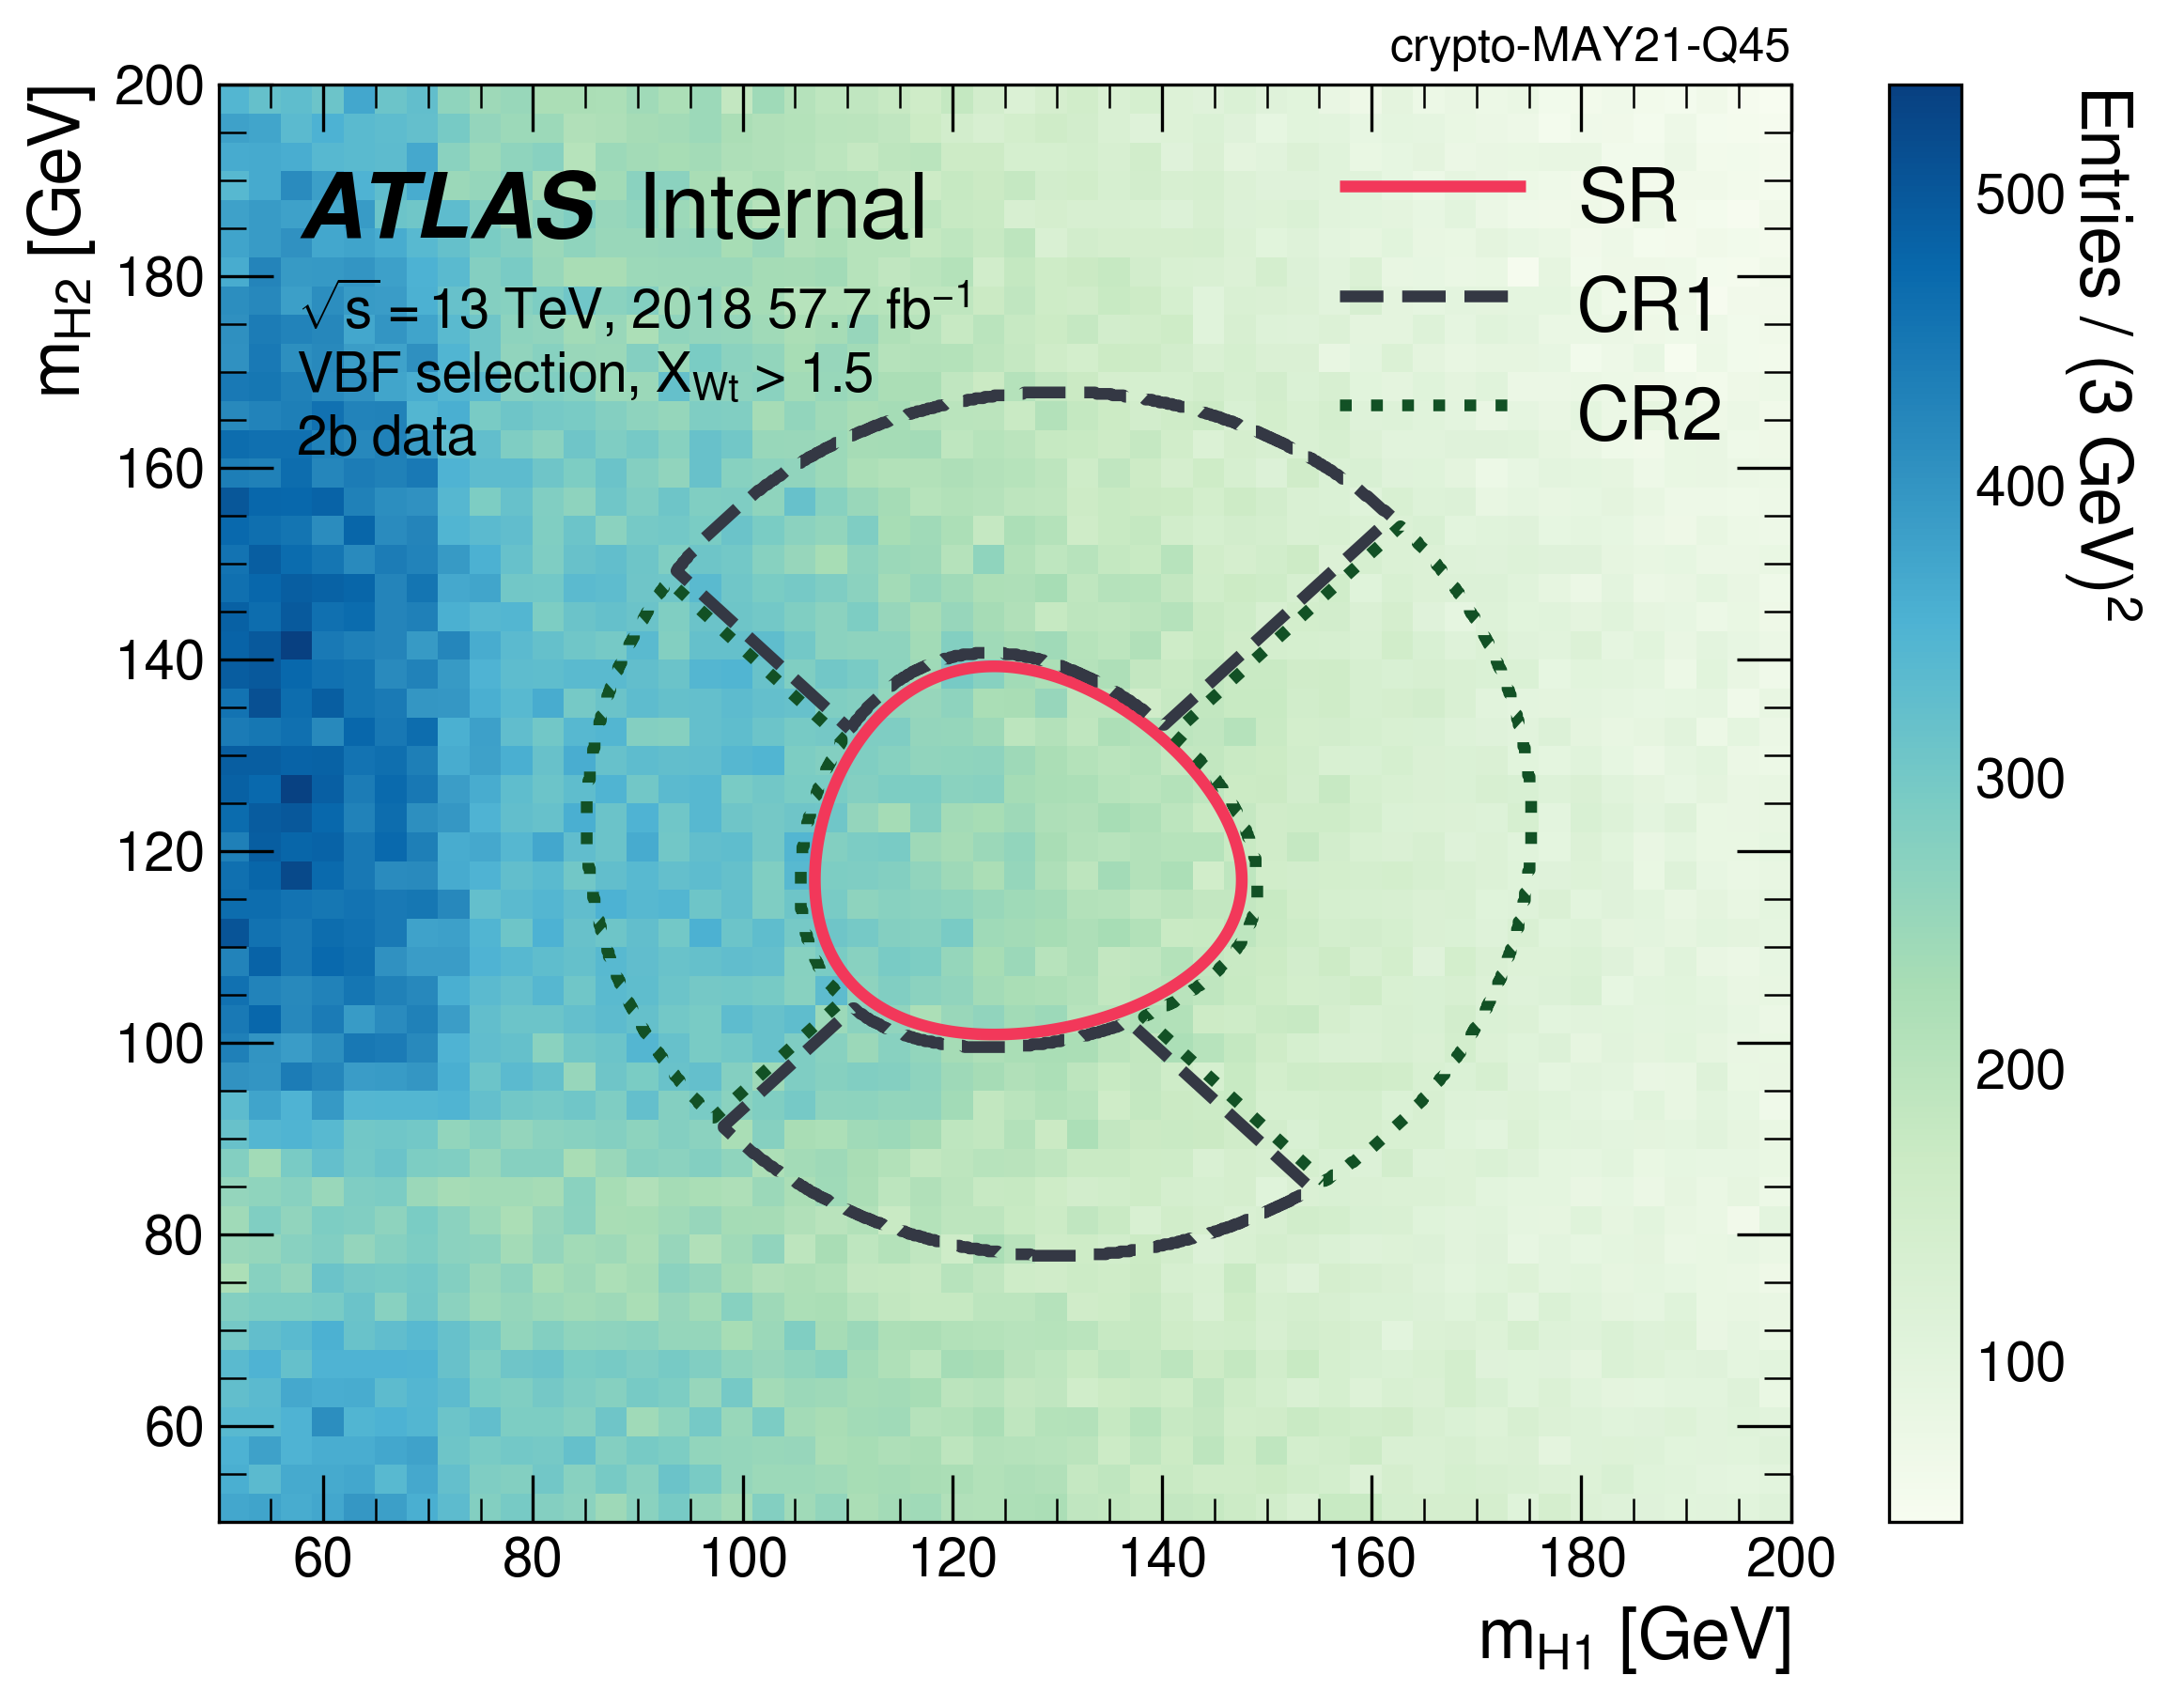 crypto-MAY21-Q45
ATLAS Internal
√s = 13 TeV, 2018 57.7 fb⁻¹
VBF selection, X_Wt > 1.5
2b data
SR
CR1
CR2
m_H2 [GeV]
200
180
160
140
120
100
80
60
60 80 100 120 140 160 180 200
m_H1 [GeV]
500
400
300
200
100
Entries / (3 GeV)²